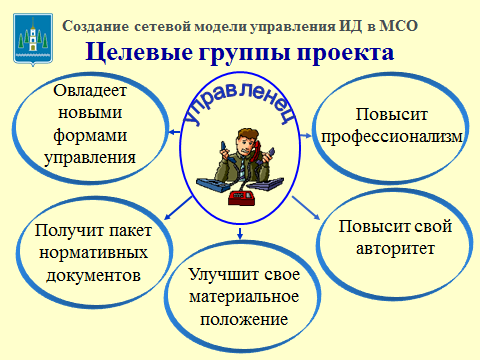 Создание сетевой модели управления ИД в МСО
Целевые группы проекта
управленец
Овладеет
новыми
формами
управления
Повысит
профессионализм
Получит пакет
нормативных
документов
Повысит свой
авторитет
Улучшит свое
материальное
положение